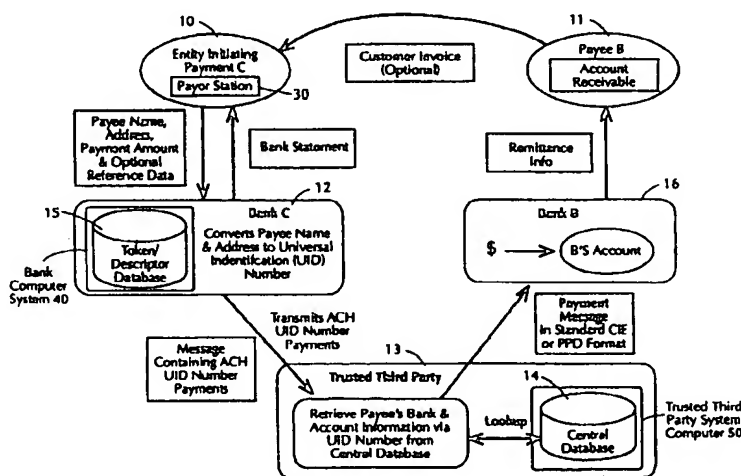 10
Entity Initiating
Payment C
Payor Station
30
Customer Invoice
(Optional)
11
Payee B
Account
Receivable
Payee Name,
Address,
Payment Amount
& Optional
Reference Data
Bank Statement
Remittance
Info
12
Bank C
15
Token/
Descriptor
Database
Converts Payee Name
& Address to Universal
Indentifcation (UID)
Number
Bank
Computer
System 40
16
Bank B
$
B'S Account
Transmits ACH
UID Number
Payments
Message
Containing ACH
UID Number
Payments
Payment
Message
In Standard CIE
or PPD Format
13
Trusted Third Party
Retrieve Payee's Bank &
Account Information via
UID Number from
Central Database
Lookup
14
Central
Database
Trusted Third
Party System
Computer 50